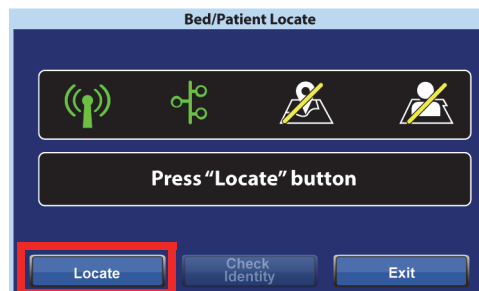 Bed/Patient Locate
Press "Locate" button
Locate
Check
Identity
Exit